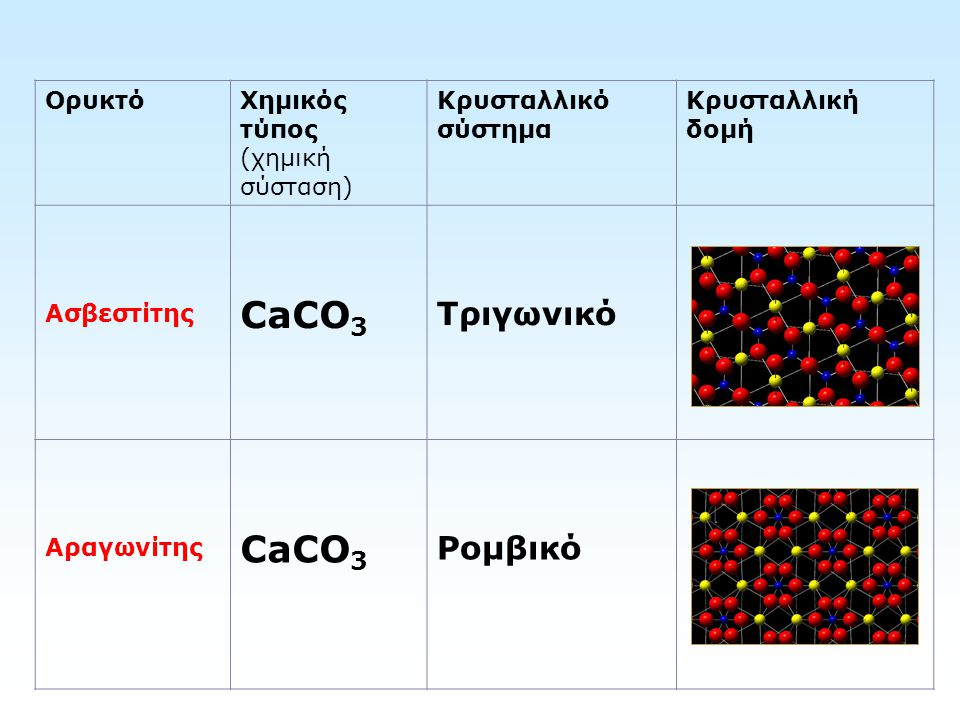 Ορυκτό
Χημικός
τύπος
(χημική
σύσταση)
Κρυσταλλικό
σύστημα
Κρυσταλλική
δομή
Ασβεστίτης
CaCO3
Τριγωνικό
Αραγωνίτης
CaCO3
Ρομβικό